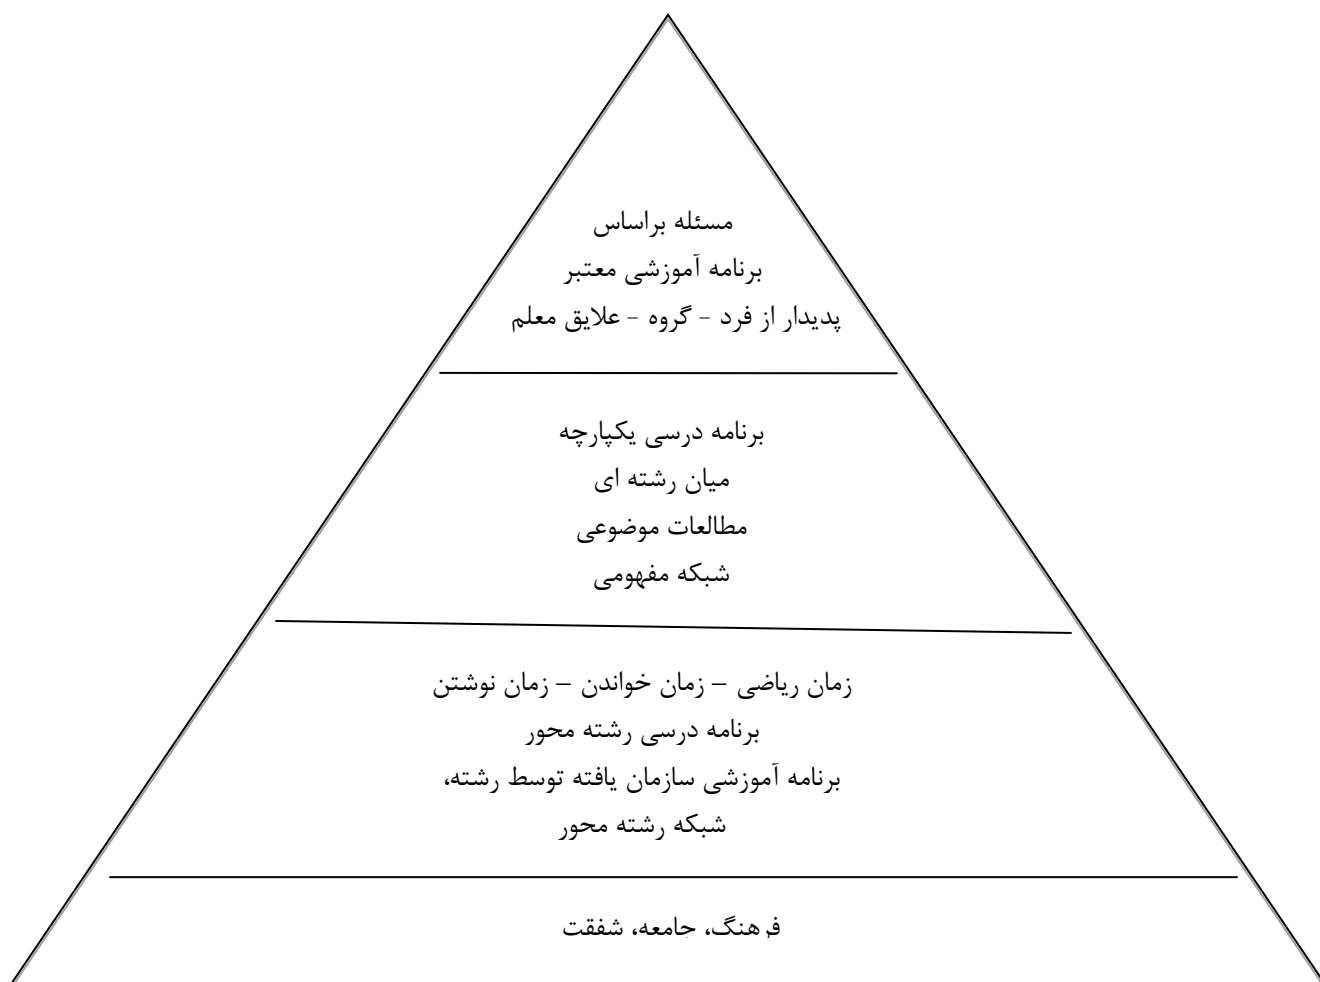 مسئله براساس
برنامه آموزشی معتبر
پدیدار از فرد - گروه - علایق معلم
برنامه درسی یکپارچه
میان رشته ای
مطالعات موضوعی
شبکه مفهومی
زمان ریاضی – زمان خواندن – زمان نوشتن
برنامه درسی رشته محور
برنامه آموزشی سازمان یافته توسط رشته،
شبکه رشته محور
فرهنگ، جامعه، شفقت